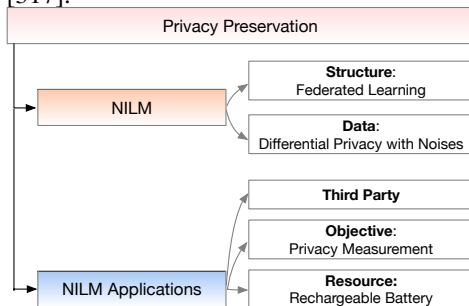 [517].
Privacy Preservation
NILM
Structure:
Federated Learning
Data:
Differential Privacy with Noises
Third Party
Objective:
Privacy Measurement
NILM Applications
Resource:
Rechargeable Battery